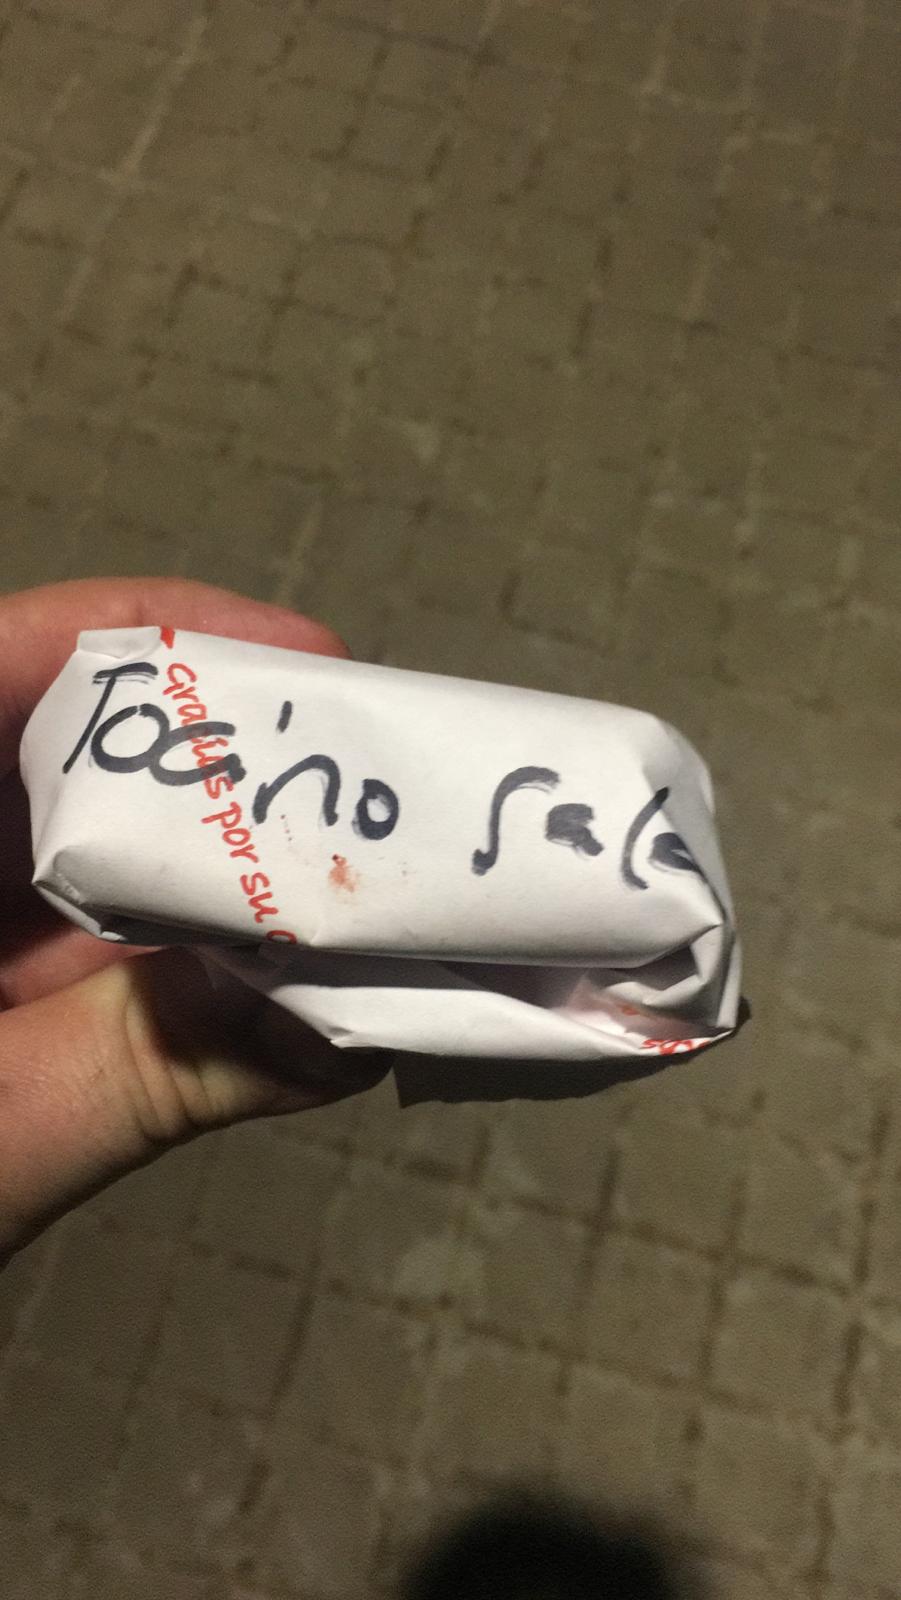 Tocino Sala
Gracias por su